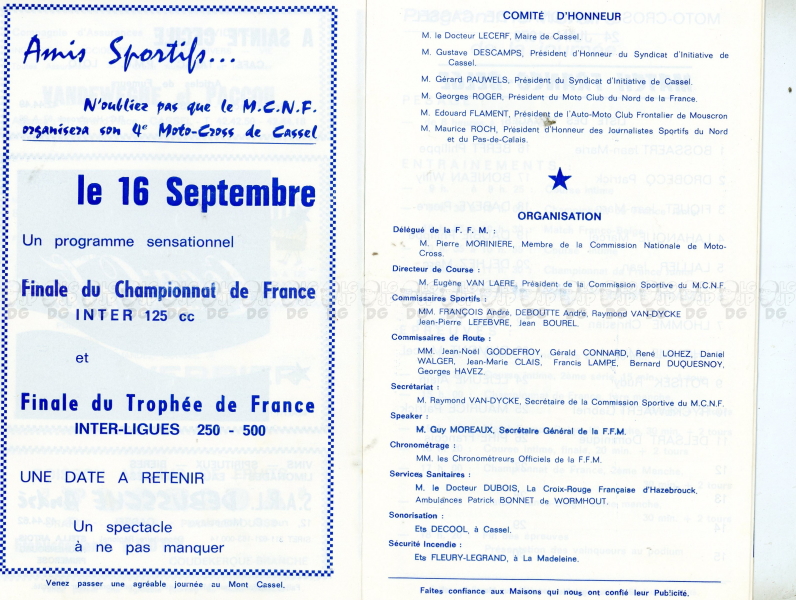 Amis Sportifs...
N'oubliez pas que le M.C.N.F.
organisera son 4e Moto-Cross de Cassel
le 16 Septembre
Un programme sensationnel
Finale du Championnat de France
INTER 125 cc
et
Finale du Trophée de France
INTER-LIGUES 250 - 500
UNE DATE A RETENIR
Un spectacle
à ne pas manquer
Venez passer une agréable journée au Mont Cassel.
COMITÉ D'HONNEUR
M. le Docteur LECERF, Maire de Cassel.
M. Gustave DESCAMPS, Président d'Honneur du Syndicat d'Initiative de
Cassel.
M. Gérard PAUWELS, Président du Syndicat d'Initiative de Cassel.
M. Georges ROGER, Président du Moto Club du Nord de la France.
M. Edouard FLAMENT, Président de l'Auto-Moto Club Frontalier de Mouscron
M. Maurice ROCH, Président d'Honneur des Journalistes Sportifs du Nord
et du Pas-de-Calais.
ORGANISATION
Délégué de la F. F. M. :
M. Pierre MORINIERE, Membre de la Commission Nationale de Moto-
Cross.
Directeur de Course :
M. Eugène VAN LAERE, Président de la Commission Sportive du M.C.N.F
Commissaires Sportifs :
MM. FRANÇOIS André, DEBOUTTE André, Raymond VAN-DYCKE
Jean-Pierre LEFEBVRE, Jean BOUREL.
Commissaires de Route :
MM. Jean-Noël GODDEFROY, Gérald CONNARD, René LOHEZ, Daniel
WALGER, Jean-Marie CLAIS, Francis LAMPE, Bernard DUQUESNOY,
Georges HAVEZ.
Secrétariat :
M. Raymond VAN-DYCKE, Secrétaire de la Commission Sportive du M.C.N.F.
Speaker :
M. Guy MOREAUX, Secrétaire Général de la F.F.M.
Chronométrage :
MM. les Chronométreurs Officiels de la F.F.M.
Services Sanitaires :
M. le Docteur DUBOIS, La Croix-Rouge Française d'Hazebrouck.
Ambulances Patrick BONNET de WORMHOUT.
Sonorisation :
Ets DECOOL, à Cassel.
Sécurité Incendie :
Ets FLEURY-LEGRAND, à La Madeleine.
Faites confiance aux Maisons qui nous ont confié leur Publicité.